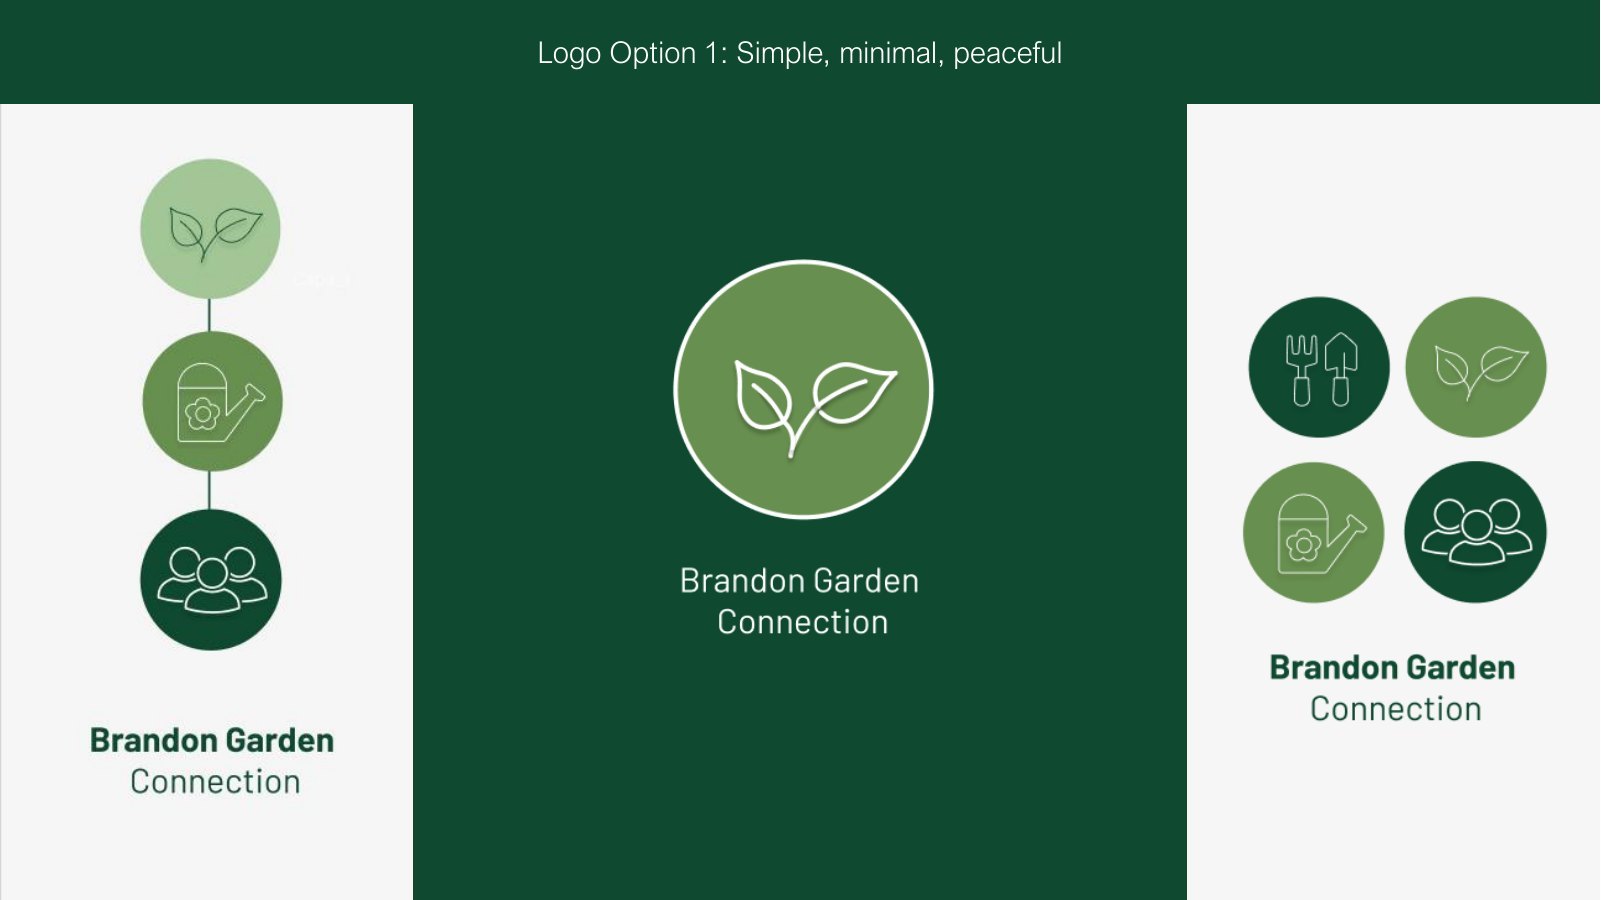 Logo Option 1: Simple, minimal, peaceful
Brandon Garden
Connection
Brandon Garden
Connection
Brandon Garden
Connection